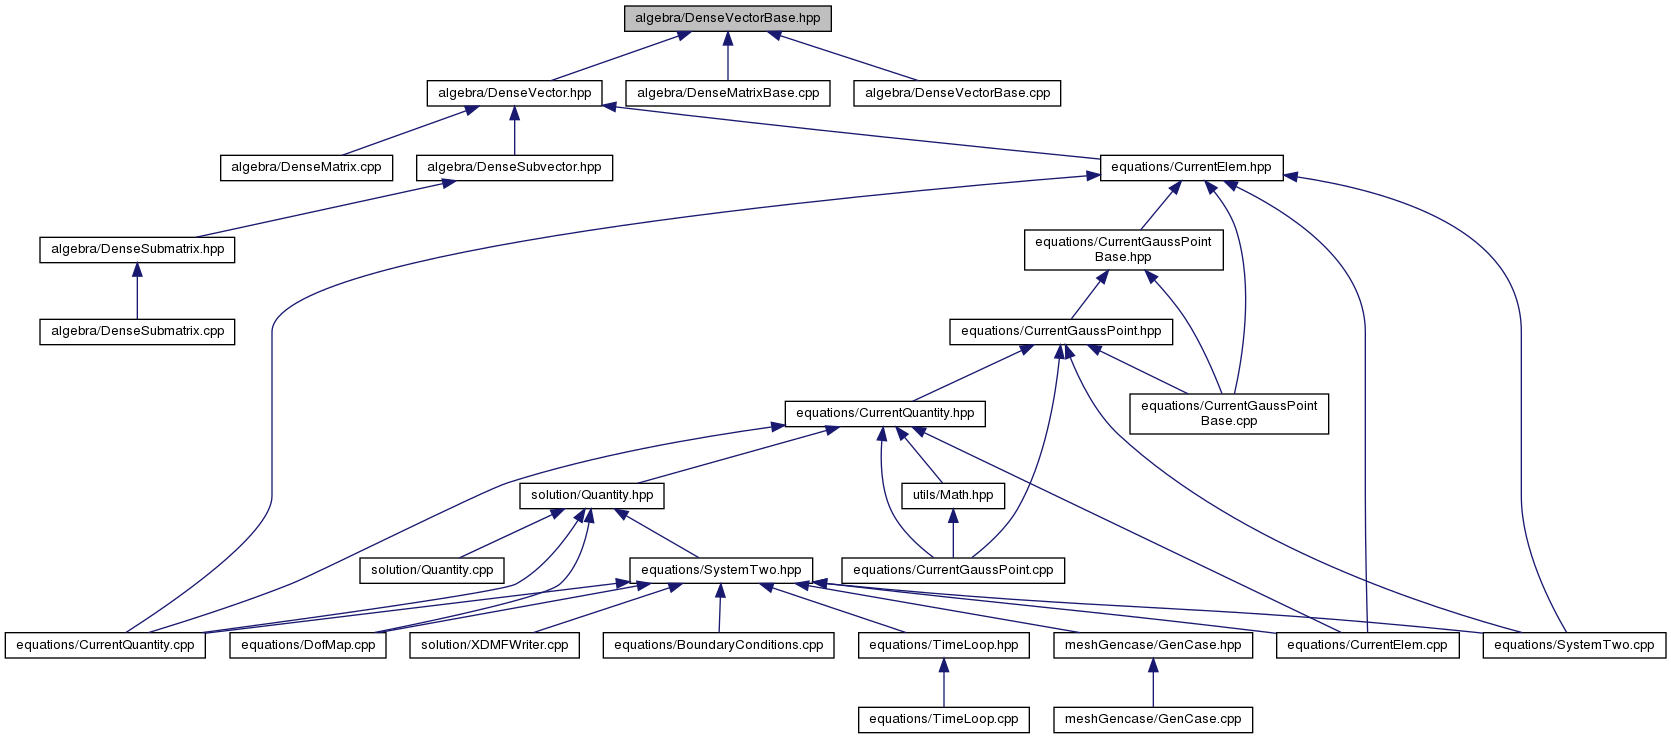 algebra/DenseVectorBase.hpp
algebra/DenseVector.hpp
algebra/DenseMatrixBase.cpp
algebra/DenseVectorBase.cpp
algebra/DenseMatrix.cpp
algebra/DenseSubvector.hpp
equations/CurrentElem.hpp
algebra/DenseSubmatrix.hpp
equations/CurrentGaussPoint
Base.hpp
algebra/DenseSubmatrix.cpp
equations/CurrentGaussPoint.hpp
equations/CurrentQuantity.hpp
equations/CurrentGaussPoint
Base.cpp
solution/Quantity.hpp
utils/Math.hpp
solution/Quantity.cpp
equations/SystemTwo.hpp
equations/CurrentGaussPoint.cpp
equations/CurrentQuantity.cpp
equations/DofMap.cpp
solution/XDMFWriter.cpp
equations/BoundaryConditions.cpp
equations/TimeLoop.hpp
meshGencase/GenCase.hpp
equations/CurrentElem.cpp
equations/SystemTwo.cpp
equations/TimeLoop.cpp
meshGencase/GenCase.cpp